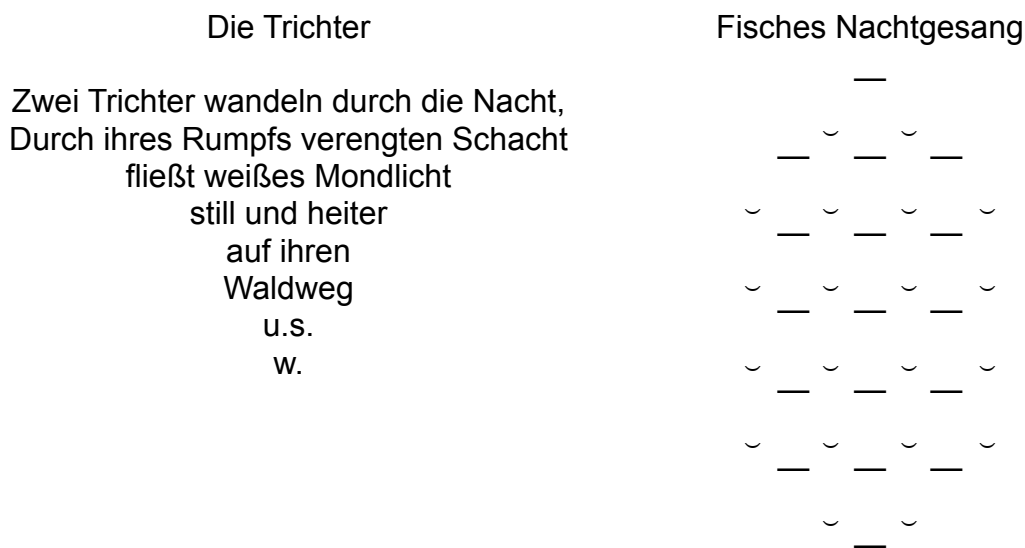 Die Trichter
Zwei Trichter wandeln durch die Nacht,
Durch ihres Rumpfs verengten Schacht
fließt weißes Mondlicht
still und heiter
auf ihren
Waldweg
u.s.
w.
Fisches Nachtgesang
—
— ⏑ — ⏑ —
⏑ — ⏑ — ⏑ — ⏑
⏑ — ⏑ — ⏑ — ⏑
⏑ — ⏑ — ⏑ — ⏑
⏑ — ⏑ — ⏑ — ⏑
⏑ — ⏑